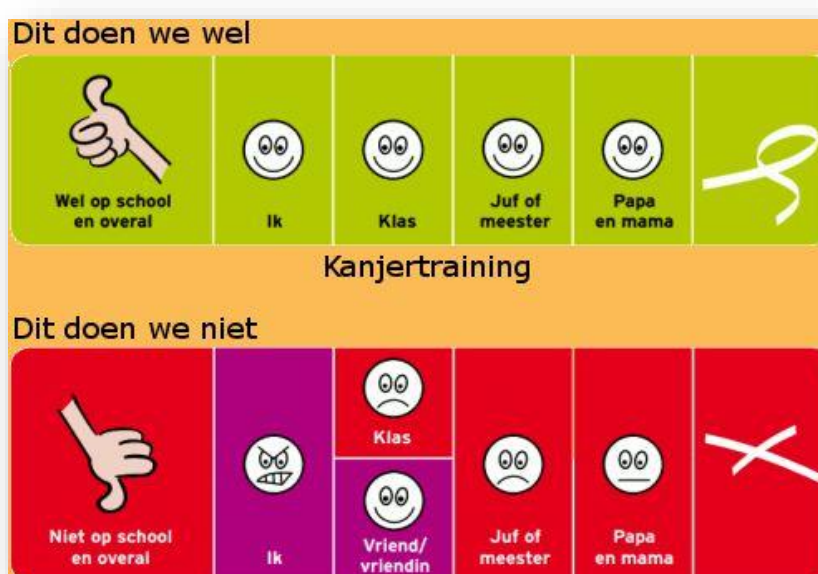 Dit doen we wel
Wel op school
en overal
Ik
Klas
Juf of
meester
Papa
en mama
Kanjertraining
Dit doen we niet
Niet op school
en overal
Ik
Klas
Vriend/
vriendin
Juf of
meester
Papa
en mama